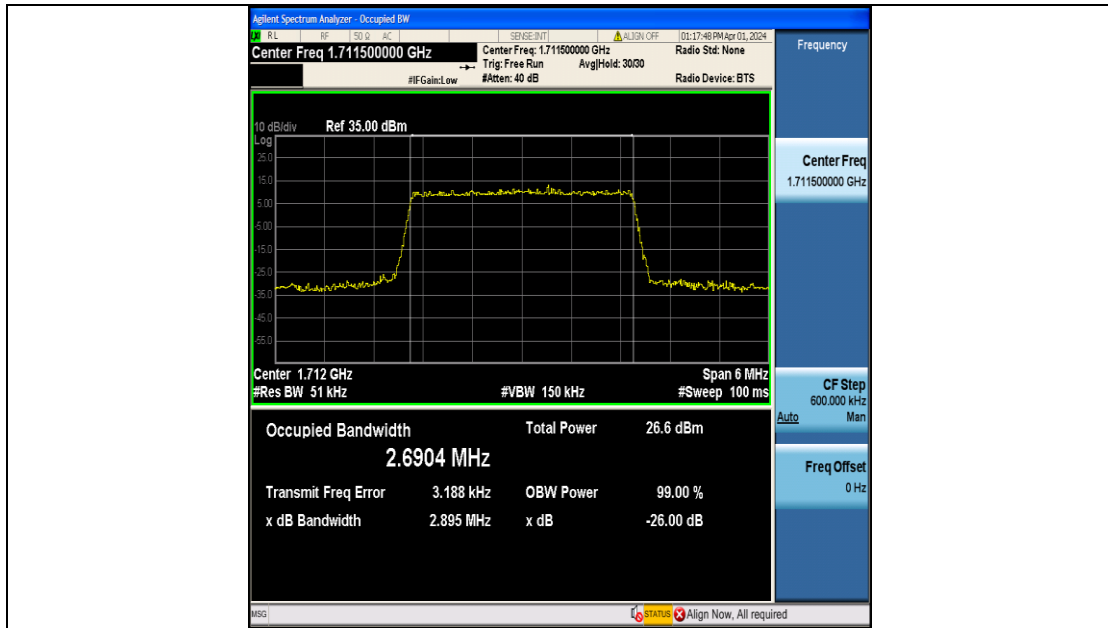 Agilent Spectrum Analyzer - Occupied BW
RL RF 50 Ω AC SENSE:INT ALIGN OFF 01:17:48 PM Apr 01, 2024
Center Freq 1.711500000 GHz
Center Freq: 1.711500000 GHz Radio Std: None
Trig: Free Run Avg|Hold: 30/30
#IFGain:Low #Atten: 40 dB Radio Device: BTS
10 dB/div Ref 35.00 dBm
Log
25.0
15.0
5.00
-5.00
-15.0
-25.0
-35.0
-45.0
-55.0
Center 1.712 GHz Span 6 MHz
#Res BW 51 kHz #VBW 150 kHz #Sweep 100 ms
Occupied Bandwidth Total Power 26.6 dBm
2.6904 MHz
Transmit Freq Error 3.188 kHz OBW Power 99.00 %
x dB Bandwidth 2.895 MHz x dB -26.00 dB
Frequency
Center Freq
1.711500000 GHz
CF Step
600.000 kHz
Auto Man
Freq Offset
0 Hz
MSG STATUS Align Now, All required